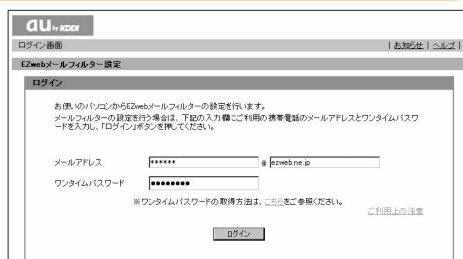 au by KDDI
ログイン画面 | お知らせ | ヘルプ |
EZwebメールフィルター設定
ログイン
お使いのパソコンからEZwebメールフィルターの設定を行います。
メールフィルターの設定を行う場合は、下記の入力欄にご利用の携帯電話のメールアドレスとワンタイムパスワ
ードを入力し、「ログイン」ボタンを押してください。
メールアドレス ****** @ ezweb.ne.jp
ワンタイムパスワード ●●●●●●●●
※ワンタイムパスワードの取得方法は、こちらをご参照ください。
ご利用上の注意
ログイン